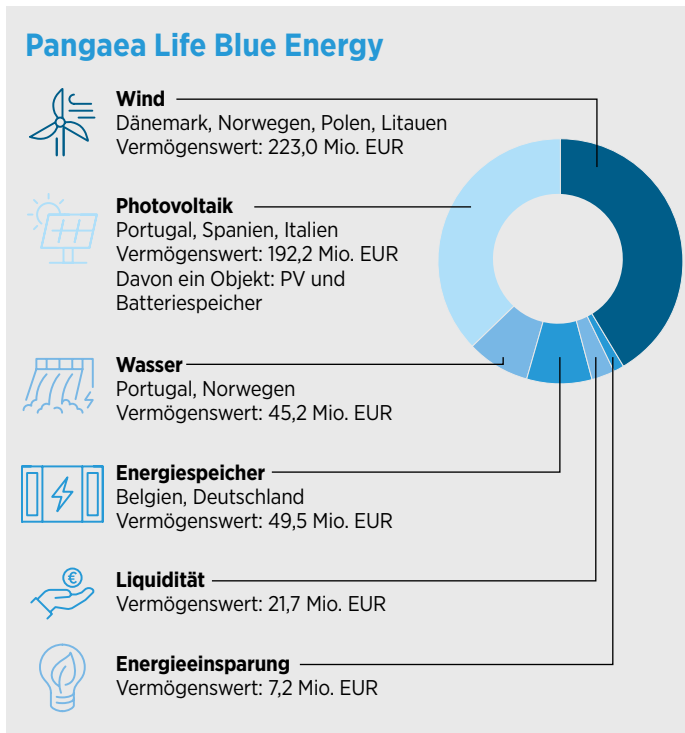 Pangaea Life Blue Energy
Wind
Dänemark, Norwegen, Polen, Litauen
Vermögenswert: 223,0 Mio. EUR
Photovoltaik
Portugal, Spanien, Italien
Vermögenswert: 192,2 Mio. EUR
Davon ein Objekt: PV und
Batteriespeicher
Wasser
Portugal, Norwegen
Vermögenswert: 45,2 Mio. EUR
Energiespeicher
Belgien, Deutschland
Vermögenswert: 49,5 Mio. EUR
€
Liquidität
Vermögenswert: 21,7 Mio. EUR
Energieeinsparung
Vermögenswert: 7,2 Mio. EUR